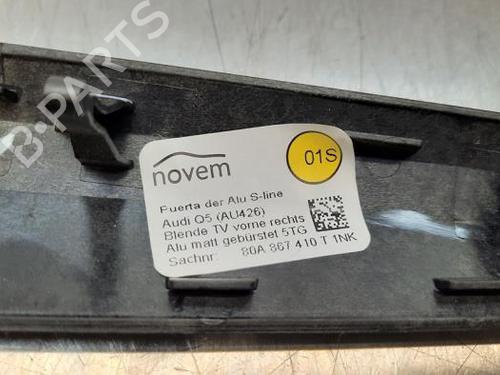 B-PARTS
novem
01S
Puerta der Alu S-line
Audi Q5 (AU426)
Blende TV vorne rechts
Alu matt gebürstet 5TG
Sachnr: 80A 867 410 T 1NK